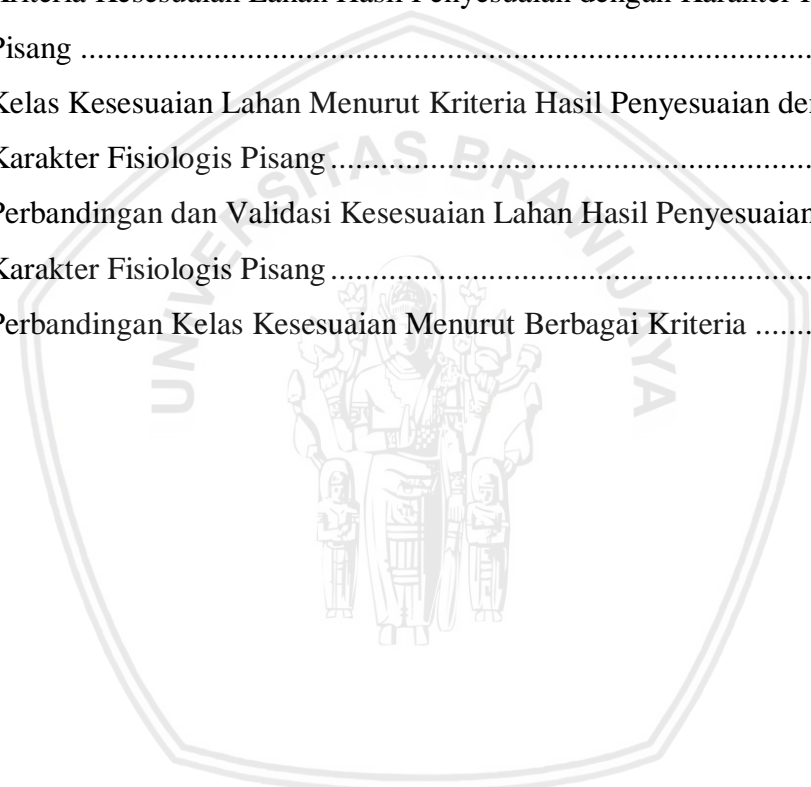 Kriteria Kesesuaian Lahan Hasil Penyesuaian dengan Karakter
Pisang ................................................................................
Kelas Kesesuaian Lahan Menurut Kriteria Hasil Penyesuaian
Karakter Fisiologis Pisang .....................................................
Perbandingan dan Validasi Kesesuaian Lahan Hasil Penyesuaian
Karakter Fisiologis Pisang .....................................................
Perbandingan Kelas Kesesuaian Menurut Berbagai Kriteria ......
UNIVERSITAS BRAWIJAYA